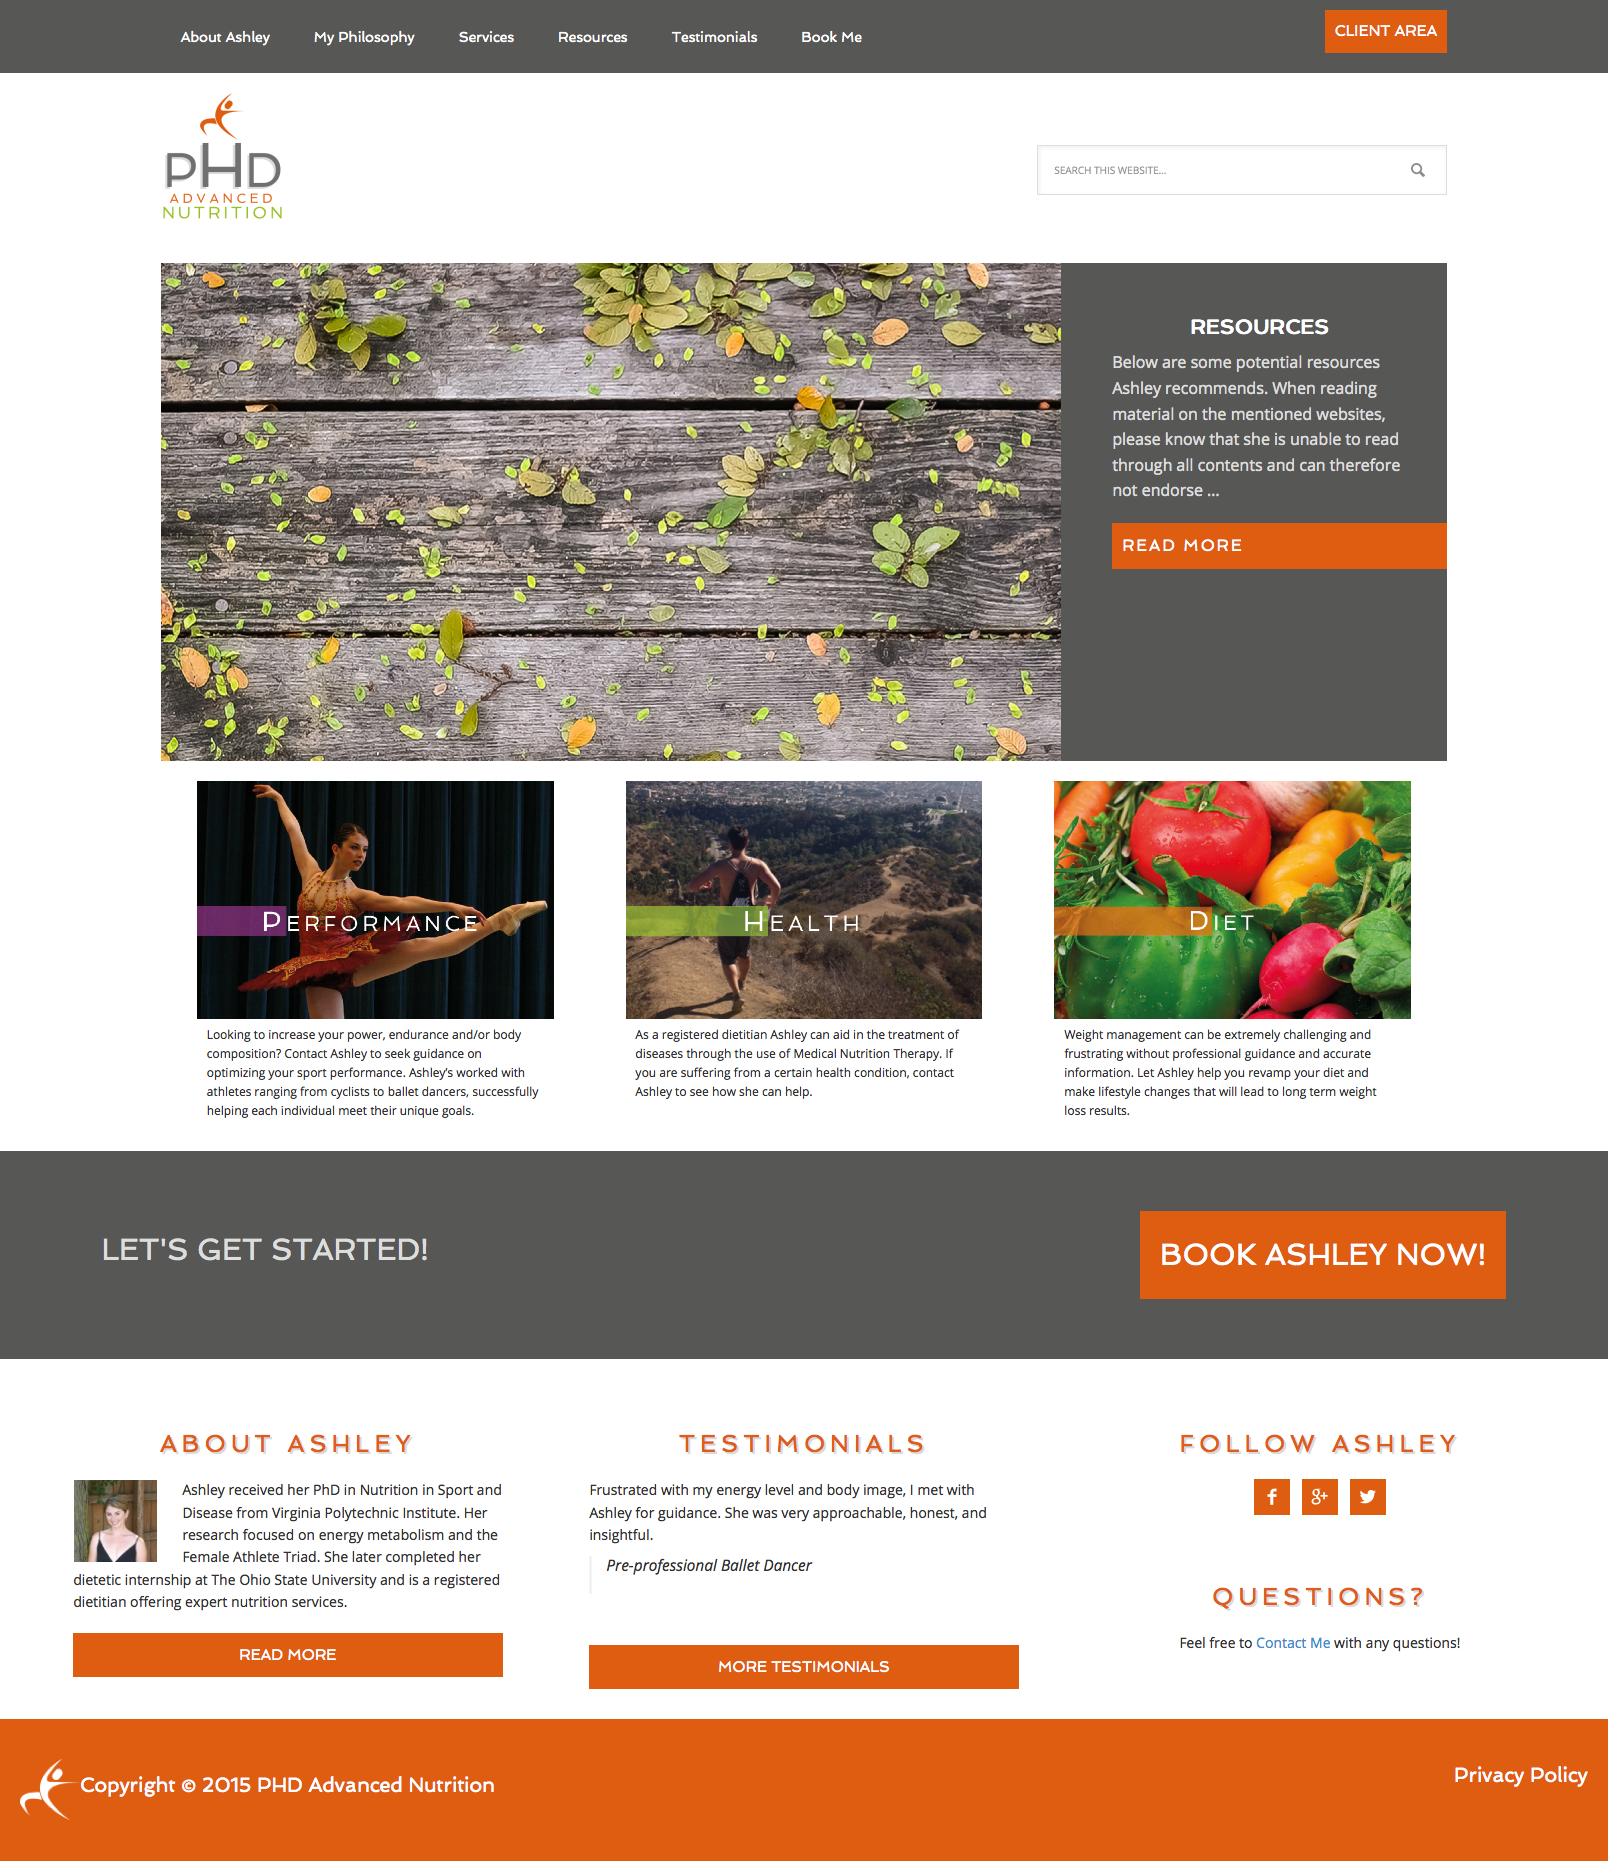 About Ashley
My Philosophy
Services
Resources
Testimonials
Book Me
CLIENT AREA
PHD
ADVANCED
NUTRITION
SEARCH THIS WEBSITE...
RESOURCES
Below are some potential resources
Ashley recommends. When reading
material on the mentioned websites,
please know that she is unable to read
through all contents and can therefore
not endorse ...
READ MORE
PERFORMANCE
Looking to increase your power, endurance and/or body
composition? Contact Ashley to seek guidance on
optimizing your sport performance. Ashley's worked with
athletes ranging from cyclists to ballet dancers, successfully
helping each individual meet their unique goals.
HEALTH
As a registered dietitian Ashley can aid in the treatment of
diseases through the use of Medical Nutrition Therapy. If
you are suffering from a certain health condition, contact
Ashley to see how she can help.
DIET
Weight management can be extremely challenging and
frustrating without professional guidance and accurate
information. Let Ashley help you revamp your diet and
make lifestyle changes that will lead to long term weight
loss results.
LET'S GET STARTED!
BOOK ASHLEY NOW!
ABOUT ASHLEY
Ashley received her PhD in Nutrition in Sport and
Disease from Virginia Polytechnic Institute. Her
research focused on energy metabolism and the
Female Athlete Triad. She later completed her
dietetic internship at The Ohio State University and is a registered
dietitian offering expert nutrition services.
READ MORE
TESTIMONIALS
Frustrated with my energy level and body image, I met with
Ashley for guidance. She was very approachable, honest, and
insightful.
Pre-professional Ballet Dancer
MORE TESTIMONIALS
FOLLOW ASHLEY
QUESTIONS?
Feel free to Contact Me with any questions!
Copyright © 2015 PHD Advanced Nutrition
Privacy Policy